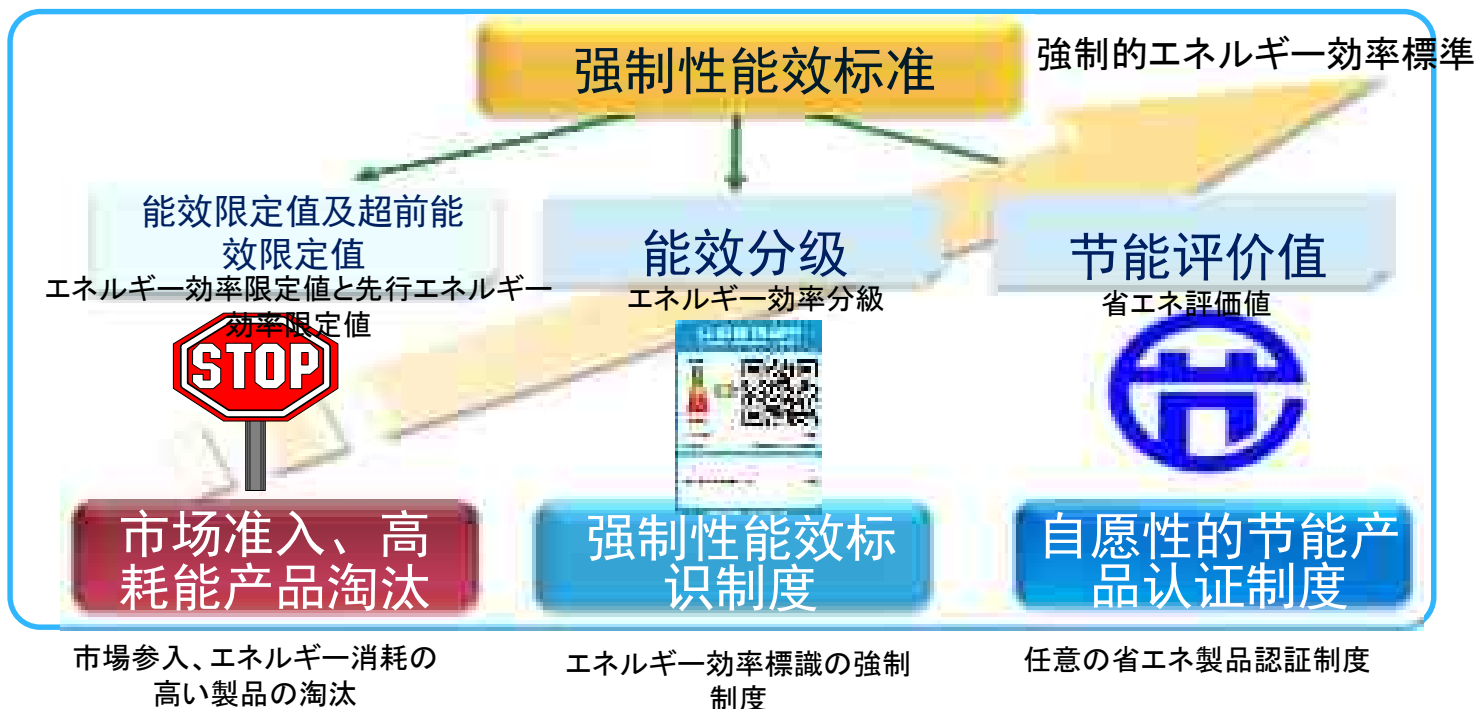 强制性能效标准
強制的エネルギー効率標準
能效限定值及超前能
效限定值
エネルギー効率限定値と先行エネルギー
効率限定値
能效分级
エネルギー効率分級
节能评价值
省エネ評価値
STOP
市场准入、高
耗能产品淘汰
市場参入、エネルギー消耗の
高い製品の淘汰
强制性能效标
识制度
エネルギー効率標識の強制
制度
自愿性的节能产
品认证制度
任意の省エネ製品認証制度